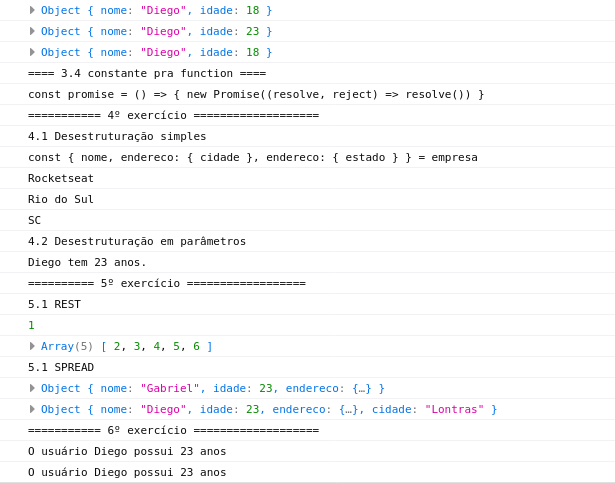 Object { nome: "Diego", idade: 18 }
Object { nome: "Diego", idade: 23 }
Object { nome: "Diego", idade: 18 }
==== 3.4 constante pra function ====
const promise = () => { new Promise((resolve, reject) => resolve()) }
=========== 4º exercício ===================
4.1 Desestruturação simples
const { nome, endereco: { cidade }, endereco: { estado } } = empresa
Rocketseat
Rio do Sul
SC
4.2 Desestruturação em parâmetros
Diego tem 23 anos.
========== 5º exercício ==================
5.1 REST
1
Array(5) [ 2, 3, 4, 5, 6 ]
5.1 SPREAD
Object { nome: "Gabriel", idade: 23, endereco: {…} }
Object { nome: "Diego", idade: 23, endereco: {…}, cidade: "Lontras" }
=========== 6º exercício ===================
O usuário Diego possui 23 anos
O usuário Diego possui 23 anos